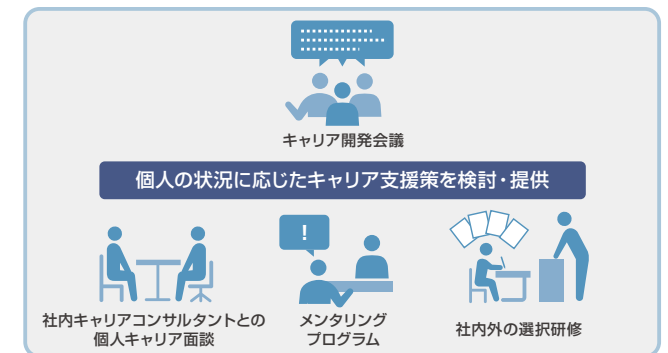 キャリア開発会議
個人の状況に応じたキャリア支援策を検討・提供
!
社内キャリアコンサルタントとの
個人キャリア面談
メンタリング
プログラム
社内外の選択研修